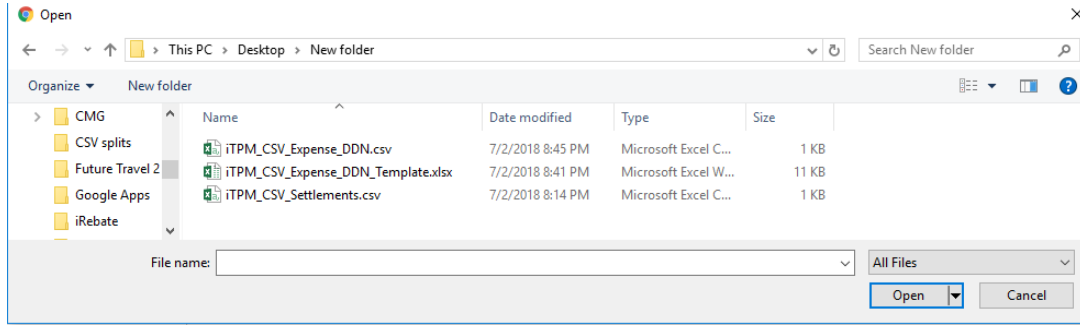 Open
This PC > Desktop > New folder
Search New folder
Organize New folder
Name Date modified Type Size
CMG
CSV splits
Future Travel 2
Google Apps
iRebate
iTPM_CSV_Expense_DDN.csv 7/2/2018 8:45 PM Microsoft Excel C... 1 KB
iTPM_CSV_Expense_DDN_Template.xlsx 7/2/2018 8:41 PM Microsoft Excel W... 11 KB
iTPM_CSV_Settlements.csv 7/2/2018 8:14 PM Microsoft Excel C... 1 KB
File name: All Files
Open Cancel